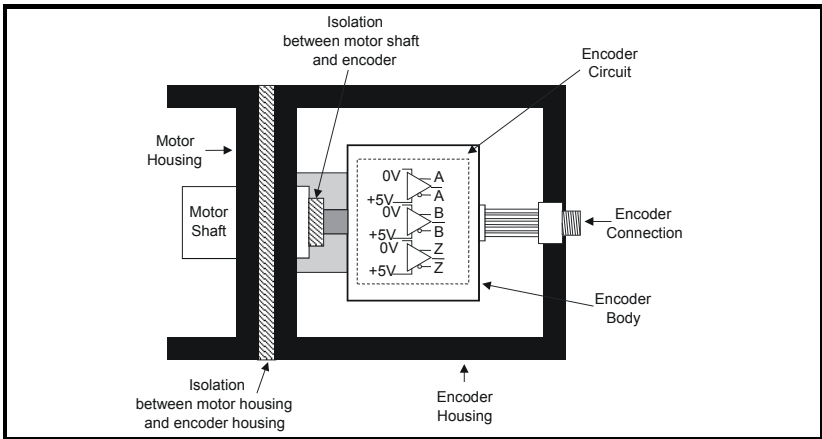 Isolation
between motor shaft
and encoder
Encoder
Circuit
Motor
Housing
Motor
Shaft
0V
A
+5V
A
0V
B
+5V
B
0V
Z
+5V
Z
Encoder
Connection
Encoder
Body
Isolation
between motor housing
and encoder housing
Encoder
Housing